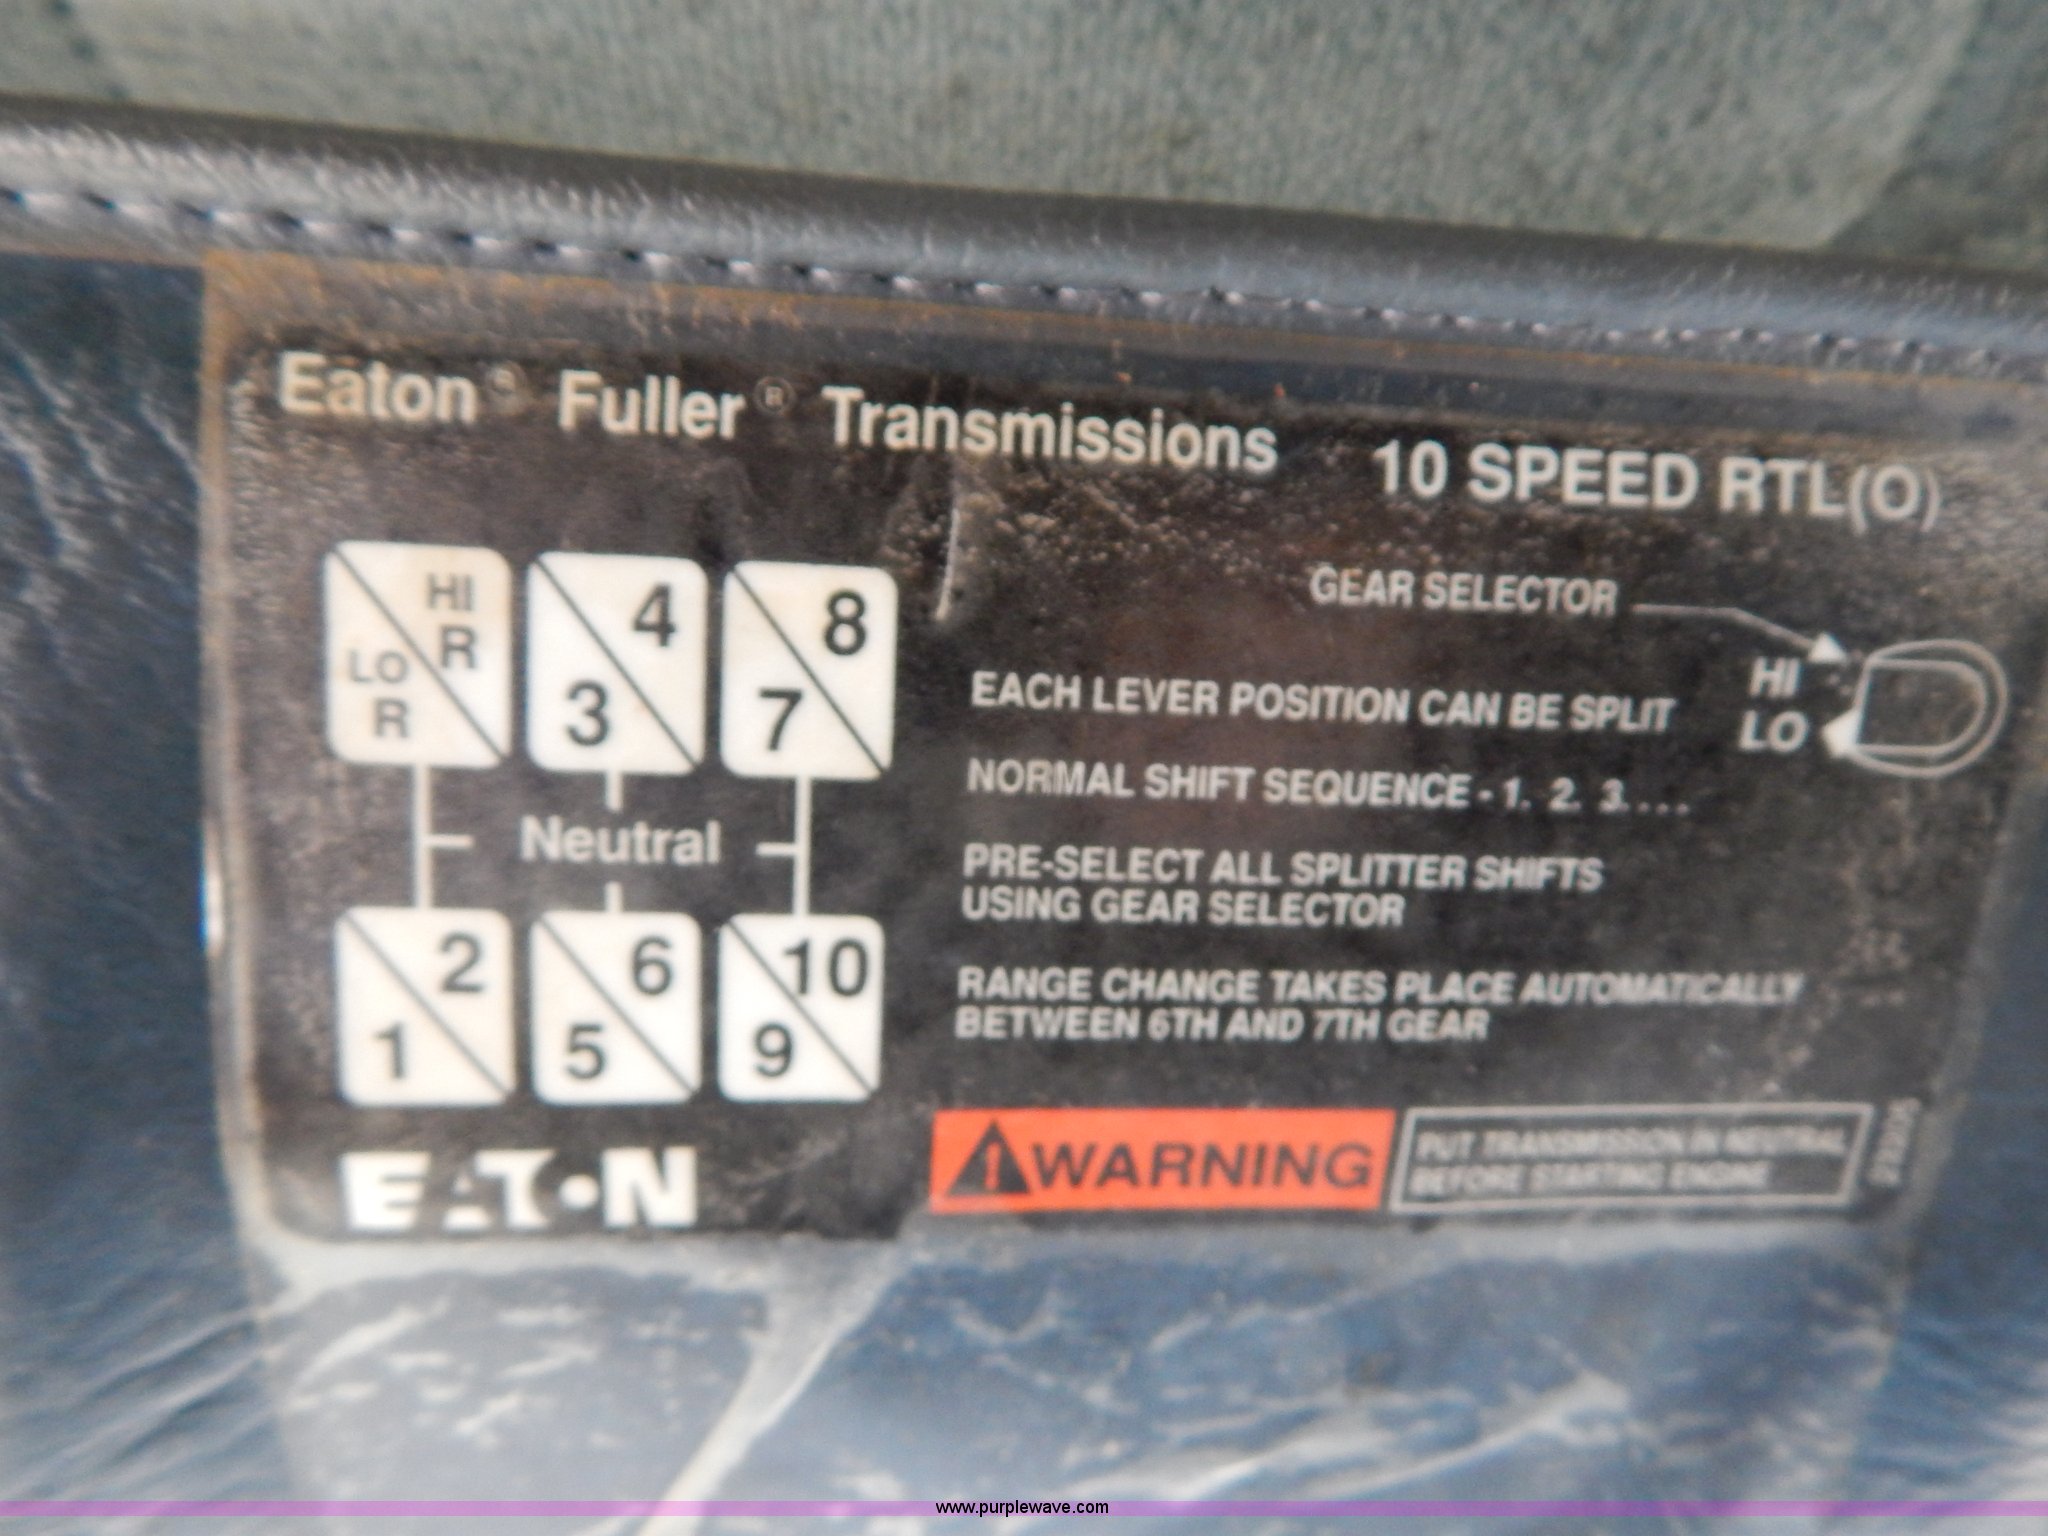 Eaton® Fuller® Transmissions 10 SPEED RTL(O)
GEAR SELECTOR
HI
LO
HI
R
LO
R
4
3
8
7
Neutral
2
1
6
5
10
9
EACH LEVER POSITION CAN BE SPLIT
NORMAL SHIFT SEQUENCE - 1. 2. 3. . . .
PRE-SELECT ALL SPLITTER SHIFTS
USING GEAR SELECTOR
RANGE CHANGE TAKES PLACE AUTOMATICALLY
BETWEEN 6TH AND 7TH GEAR
EATON
WARNING
PUT TRANSMISSION IN NEUTRAL
BEFORE STARTING ENGINE
www.purplewave.com